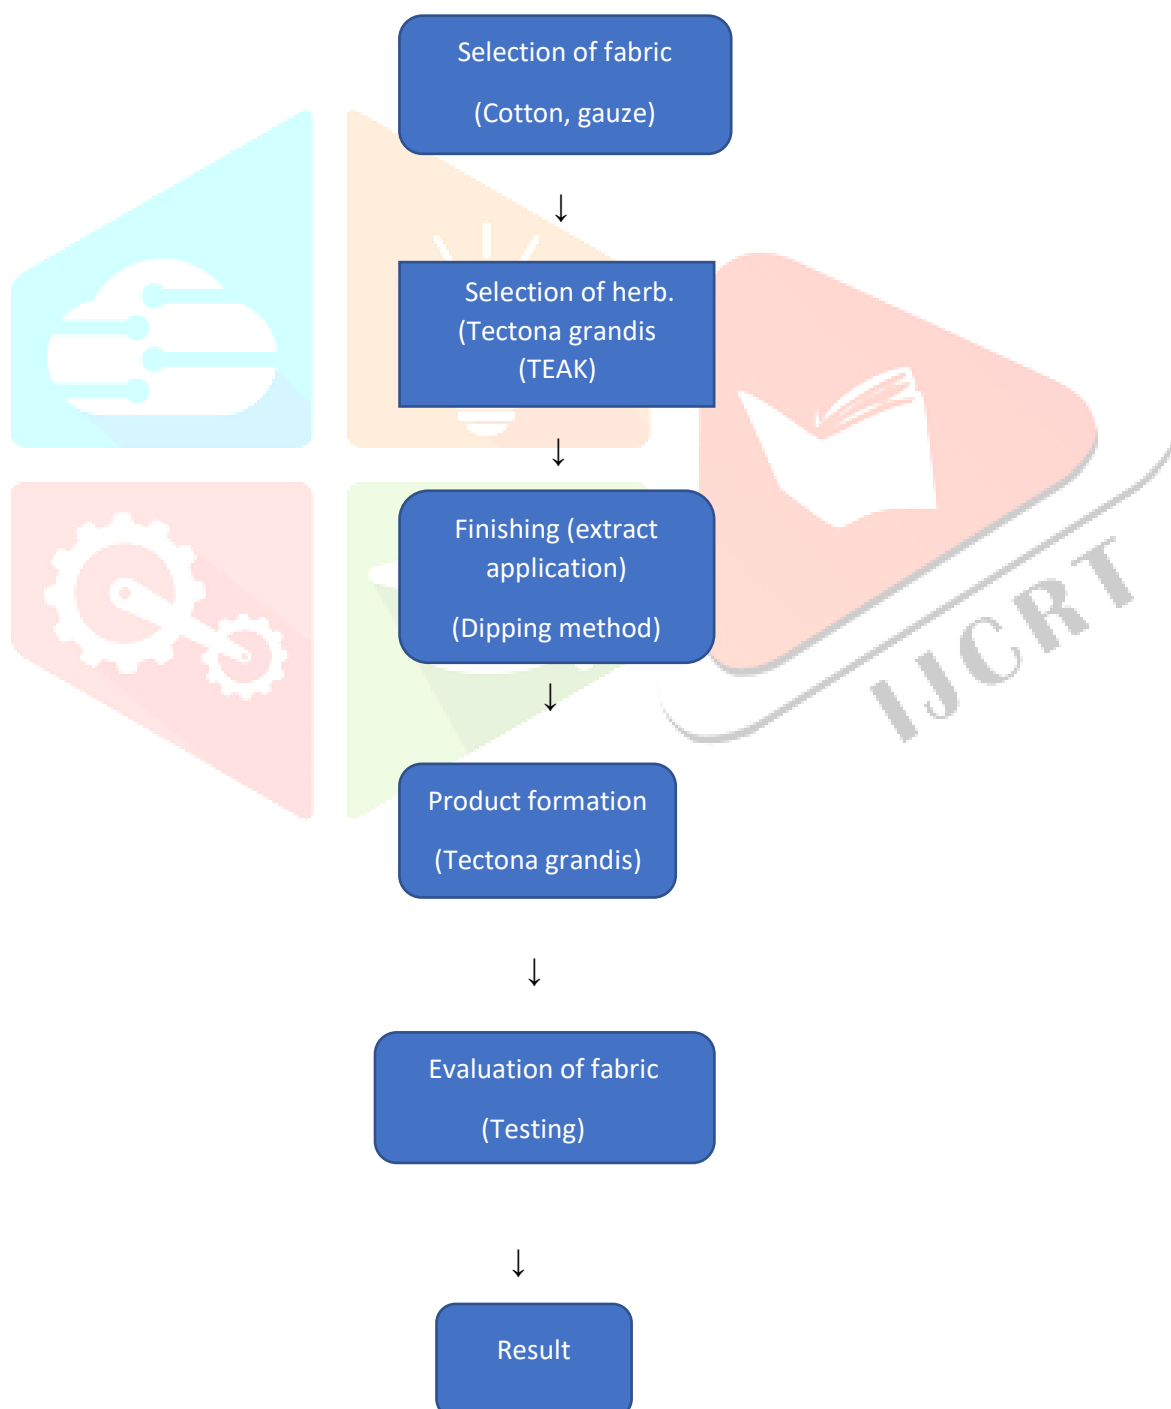 Selection of fabric
(Cotton, gauze)
↓
Selection of herb.
(Tectona grandis
(TEAK)
↓
Finishing (extract
application)
(Dipping method)
↓
Product formation
(Tectona grandis)
↓
Evaluation of fabric
(Testing)
↓
Result
IJCRT